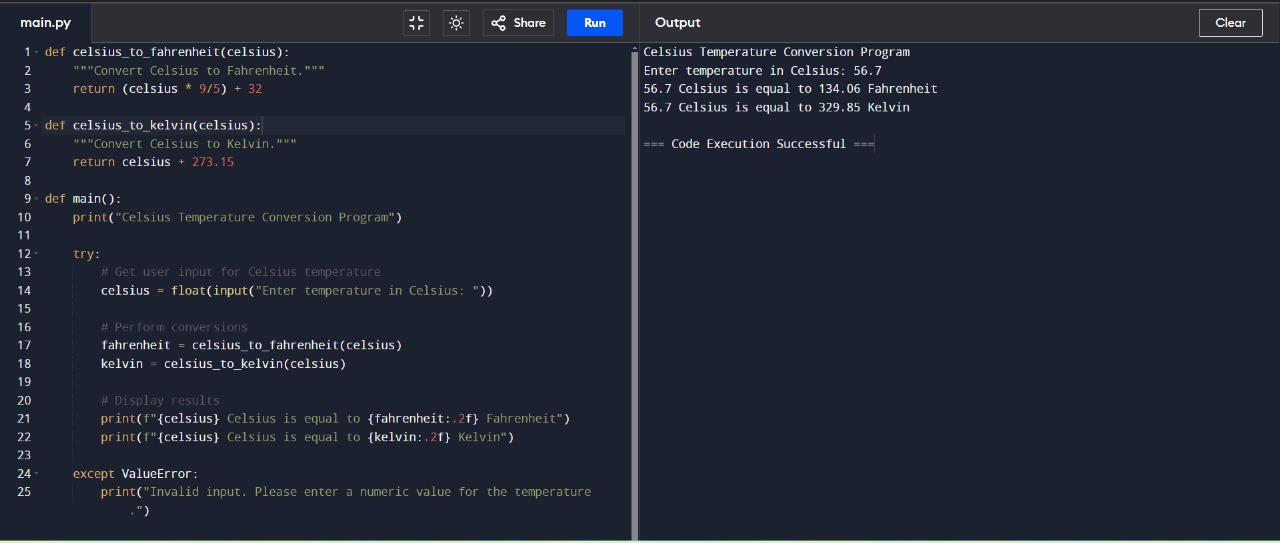 main.py
Share
Run
Output
Clear
1 def celsius_to_fahrenheit(celsius):
2     """Convert Celsius to Fahrenheit."""
3     return (celsius * 9/5) + 32
4
5 def celsius_to_kelvin(celsius):
6     """Convert Celsius to Kelvin."""
7     return celsius + 273.15
8
9 def main():
10     print("Celsius Temperature Conversion Program")
11
12     try:
13         # Get user input for Celsius temperature
14         celsius = float(input("Enter temperature in Celsius: "))
15
16         # Perform conversions
17         fahrenheit = celsius_to_fahrenheit(celsius)
18         kelvin = celsius_to_kelvin(celsius)
19
20         # Display results
21         print(f"{celsius} Celsius is equal to {fahrenheit:.2f} Fahrenheit")
22         print(f"{celsius} Celsius is equal to {kelvin:.2f} Kelvin")
23
24     except ValueError:
25         print("Invalid input. Please enter a numeric value for the temperature
.")
Celsius Temperature Conversion Program
Enter temperature in Celsius: 56.7
56.7 Celsius is equal to 134.06 Fahrenheit
56.7 Celsius is equal to 329.85 Kelvin
=== Code Execution Successful ===